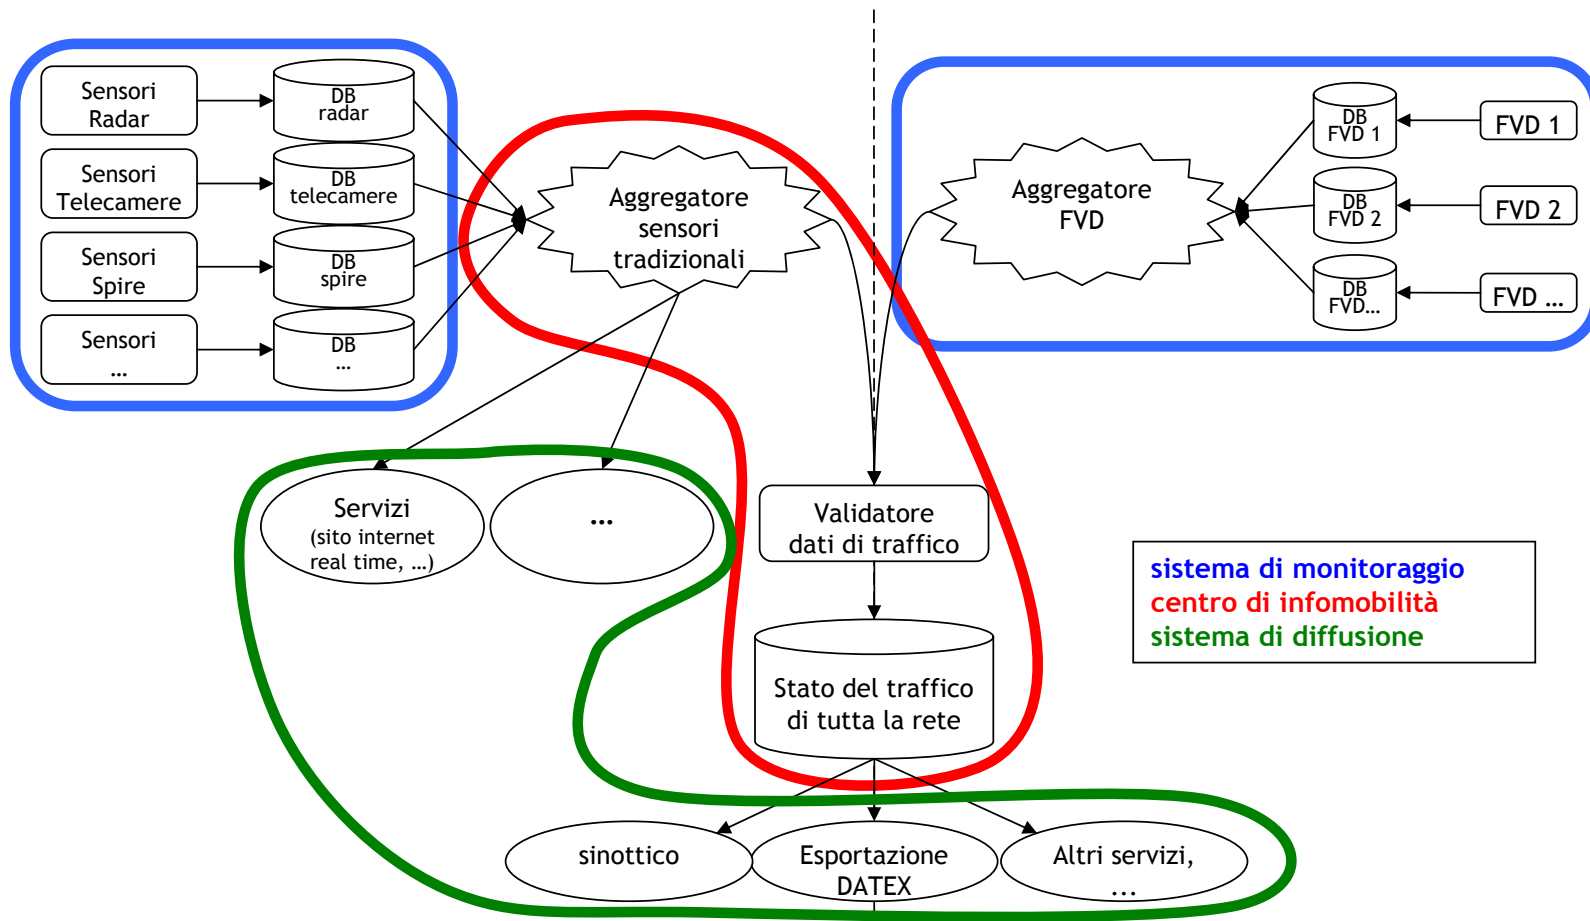 Sensori
Radar
DB
radar
Sensori
Telecamere
DB
telecamere
Sensori
Spire
DB
spire
Sensori
...
DB
...
Aggregatore
sensori
tradizionali
Aggregatore
FVD
DB
FVD 1
FVD 1
DB
FVD 2
FVD 2
DB
FVD...
FVD ...
Servizi
(sito internet
real time, ...)
...
Validatore
dati di traffico
Stato del traffico
di tutta la rete
sistema di monitoraggio
centro di infomobilità
sistema di diffusione
sinottico
Esportazione
DATEX
Altri servizi,
...